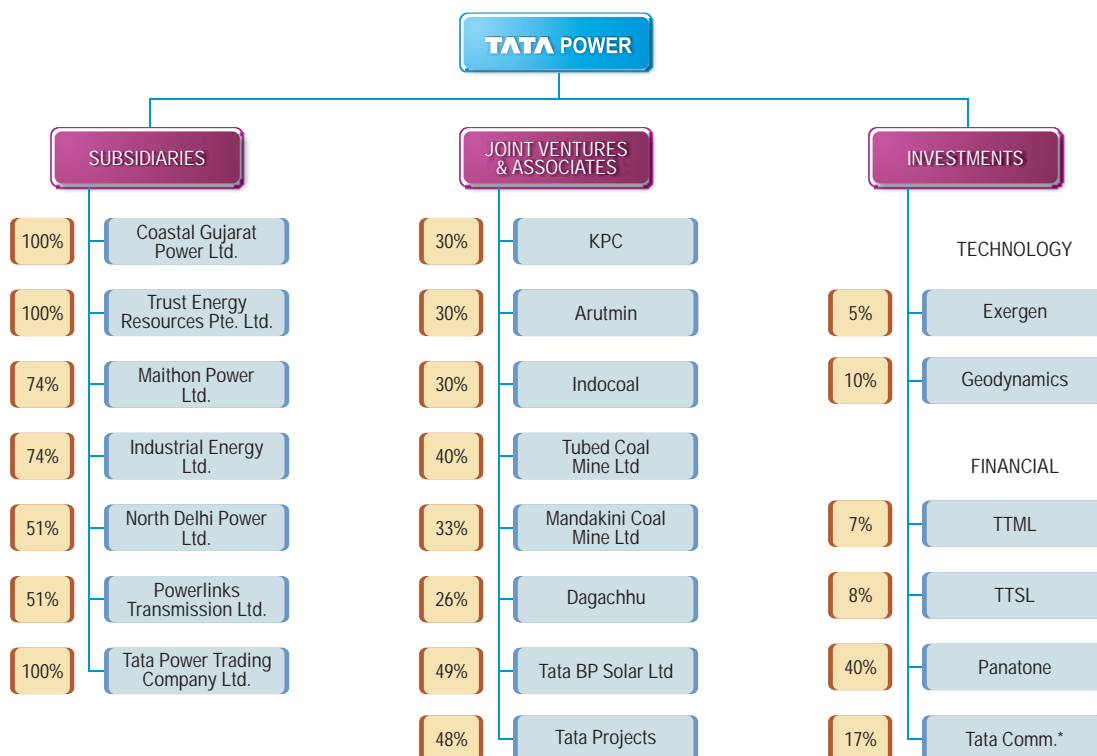 TATA POWER
SUBSIDIARIES
100%
Coastal Gujarat
Power Ltd.
100%
Trust Energy
Resources Pte. Ltd.
74%
Maithon Power
Ltd.
74%
Industrial Energy
Ltd.
51%
North Delhi Power
Ltd.
51%
Powerlinks
Transmission Ltd.
100%
Tata Power Trading
Company Ltd.
JOINT VENTURES
& ASSOCIATES
30%
KPC
30%
Arutmin
30%
Indocoal
40%
Tubed Coal
Mine Ltd
33%
Mandakini Coal
Mine Ltd
26%
Dagachhu
49%
Tata BP Solar Ltd
48%
Tata Projects
INVESTMENTS
TECHNOLOGY
5%
Exergen
10%
Geodynamics
FINANCIAL
7%
TTML
8%
TTSL
40%
Panatone
17%
Tata Comm.*